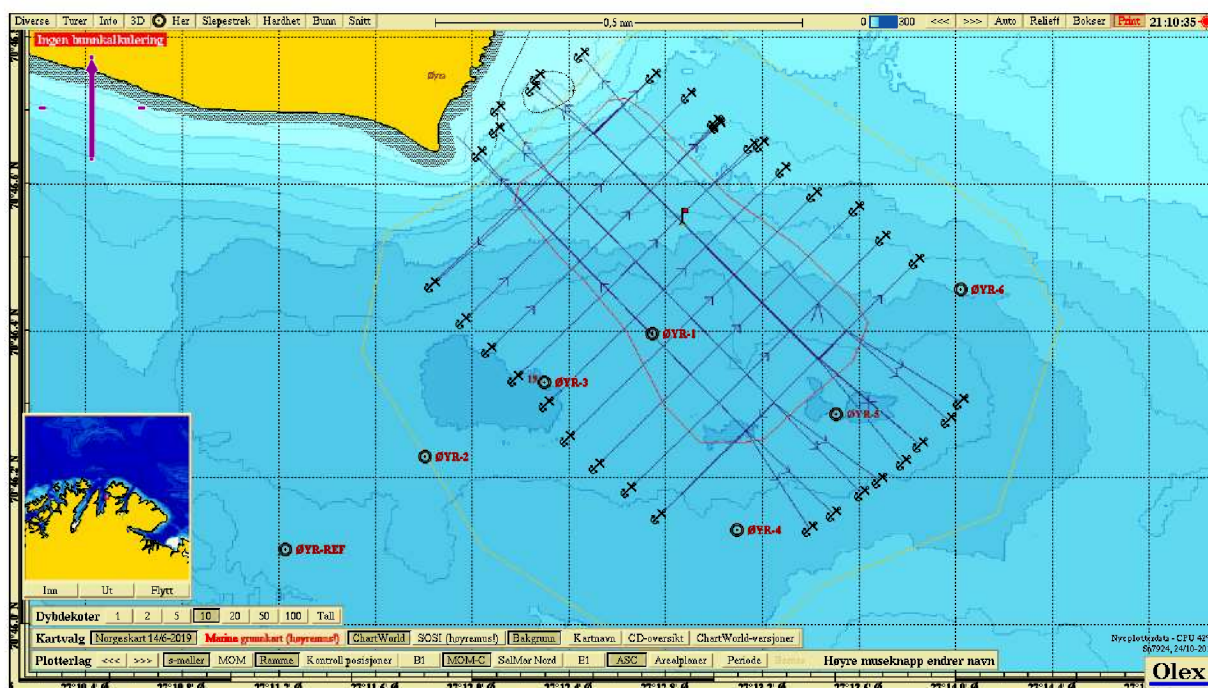 Diverse Turer Info 3D Her Slepestrek Hardhet Bunn Snitt 0,5 nm 0 300 <<< >>> Auto Relieff Bokser Print 21:10:35
Ingen bunnkalkulering
Øyra
ØYR-6
ØYR-1
ØYR-3
ØYR-5
ØYR-2
ØYR-4
ØYR-REF
Inn Ut Flytt
Dybdekoter 1 2 5 10 20 50 100 Tall
Kartvalg Norgeskart 14/6-2019 Marine grunnkart (høyremus!) ChartWorld SOSI (høyremus!) Bakgrunn Kartnavn CD-oversikt ChartWorld-versjoner
Plotterlag <<< >>> ø-møller MOM Ramme Kontroll posisjoner B1 MOM-C SalMar Nord E1 ASC Arealplaner Periode Høyre museknapp endrer navn
Olex